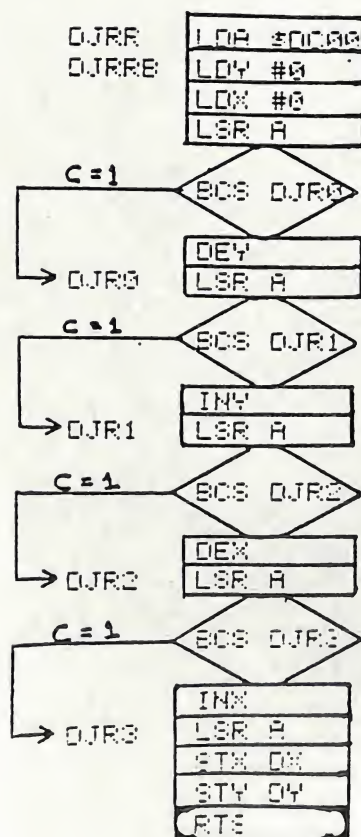 DJRR LDA $DC00
DJRRB LDY #0
LDX #0
LSR A
C=1 BCS DJR0
DEY
DJR0 LSR A
C=1 BCS DJR1
INY
DJR1 LSR A
C=1 BCS DJR2
DEX
DJR2 LSR A
C=1 BCS DJR3
INX
DJR3 LSR A
STX DX
STY DY
RTS